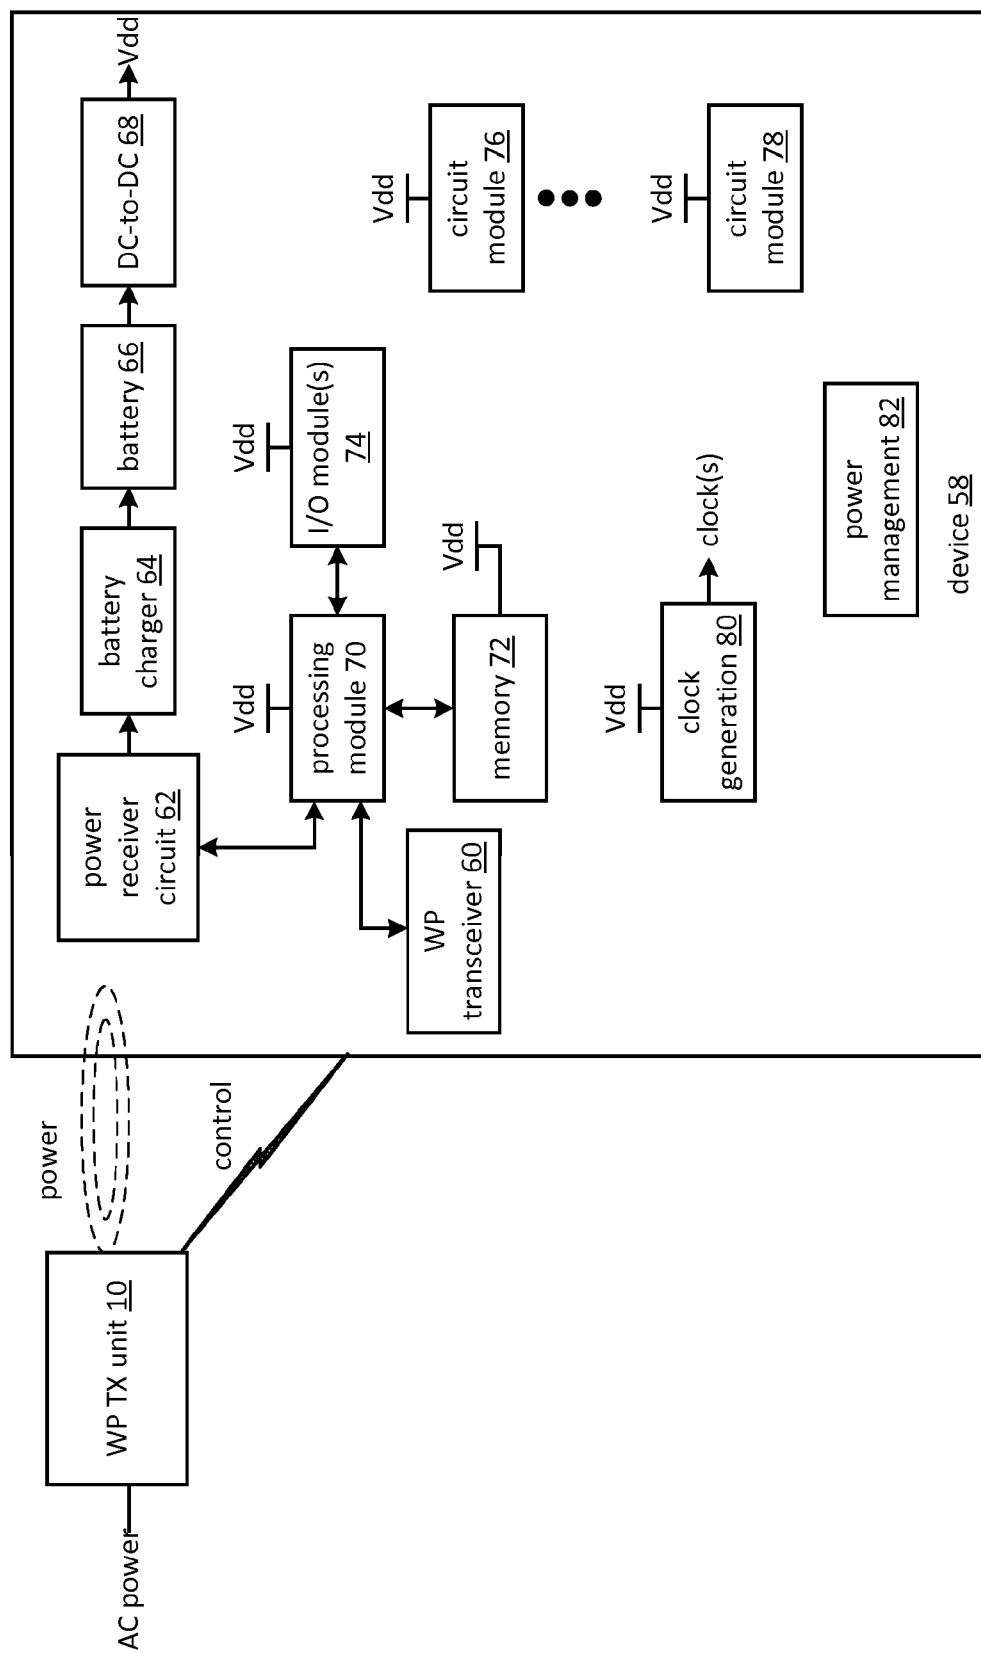 AC power
WP TX unit 10
power
control
power
receiver
circuit 62
battery
charger 64
battery 66
DC-to-DC 68
Vdd
WP
transceiver 60
Vdd
processing
module 70
Vdd
I/O module(s)
74
memory 72
Vdd
Vdd
circuit
module 76
Vdd
circuit
module 78
Vdd
clock
generation 80
clock(s)
power
management 82
device 58